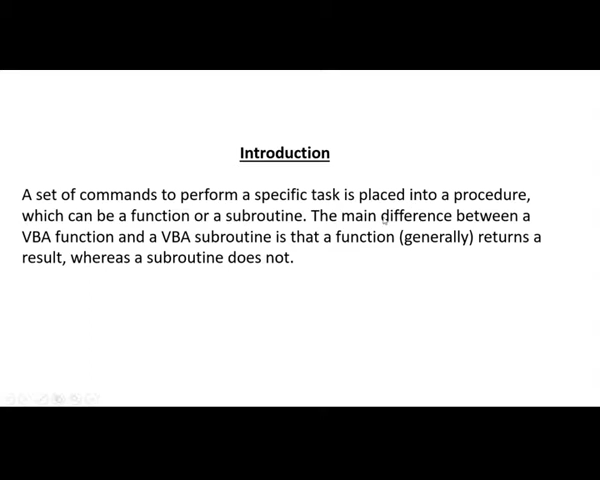 Introduction
A set of commands to perform a specific task is placed into a procedure,
which can be a function or a subroutine. The main difference between a
VBA function and a VBA subroutine is that a function (generally) returns a
result, whereas a subroutine does not.